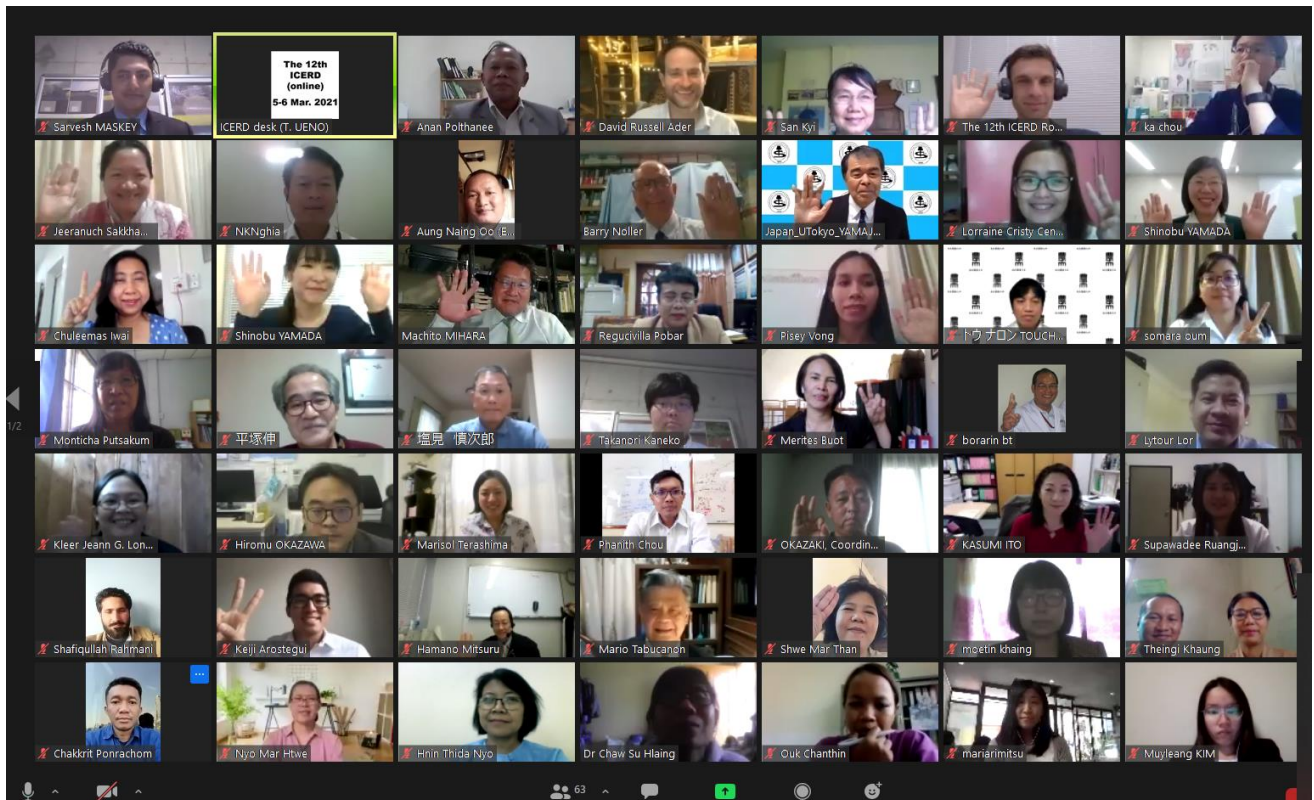 Sarvesh MASKEY
The 12th
ICERD
(online)
5-6 Mar. 2021
ICERD desk (T. UENO)
Anan Polthanee
David Russell Ader
San Kyi
The 12th ICERD Ro...
ka chou
Jeeranuch Sakkha...
NKNghia
Aung Naing Oo (E...
Barry Noller
Japan_UTokyo_YAMAJ...
Lorraine Cristy Cen...
Shinobu YAMADA
Chuleemas Iwai
Shinobu YAMADA
Machito MIHARA
Regucivilla Pobar
Pisey Vong
トウ ナロン TOUCH...
somara oum
Monticha Putsakum
平塚伸
塩見 慎次郎
Takanori Kaneko
Merites Buot
borarin bt
Lytour Lor
1/2
Kleer Jeann G. Lon...
Hiromu OKAZAWA
Marisol Terashima
Phanith Chou
OKAZAKI, Coordin...
KASUMI ITO
Supawadee Ruangj...
Shafiqullah Rahmani
Keiji Arostegui
Hamano Mitsuru
Mario Tabucanon
Shwe Mar Than
moetin khaing
Theingi Khaung
Chakkrit Ponrachom
Nyo Mar Htwe
Hnin Thida Nyo
Dr Chaw Su Hlaing
Ouk Chanthin
mariarimitsu
Muyleang KIM
63